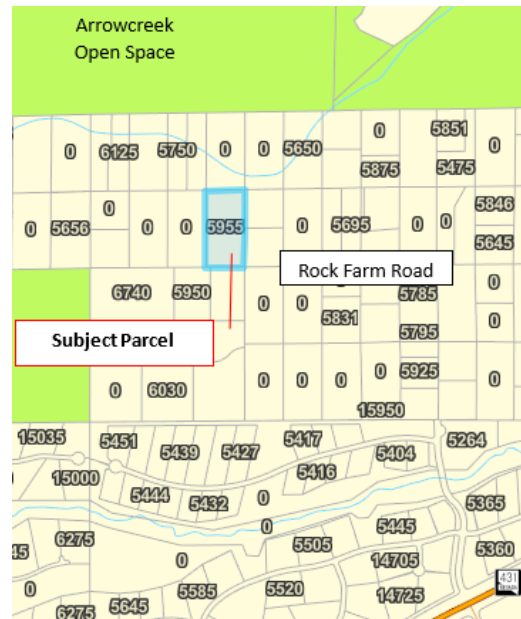 Arrowcreek
Open Space
0 5851
0 6125 5750 0 0 5650 0
5875 5475
0 5846
0 5656 0 0 5955 0 5695 0 0
5645
Rock Farm Road
6740 5950 0
0 0 5785
5831 0
Subject Parcel
5795
0 6030 0 0 0 0 5925 0
15950
15035 5451 5439 5427 5417 5404 5264
15000 5416
5444 5432 0 5365
0
6275 5445
45 0 5505 14705 5360
0 5585 5520 14725 431
6275 5645